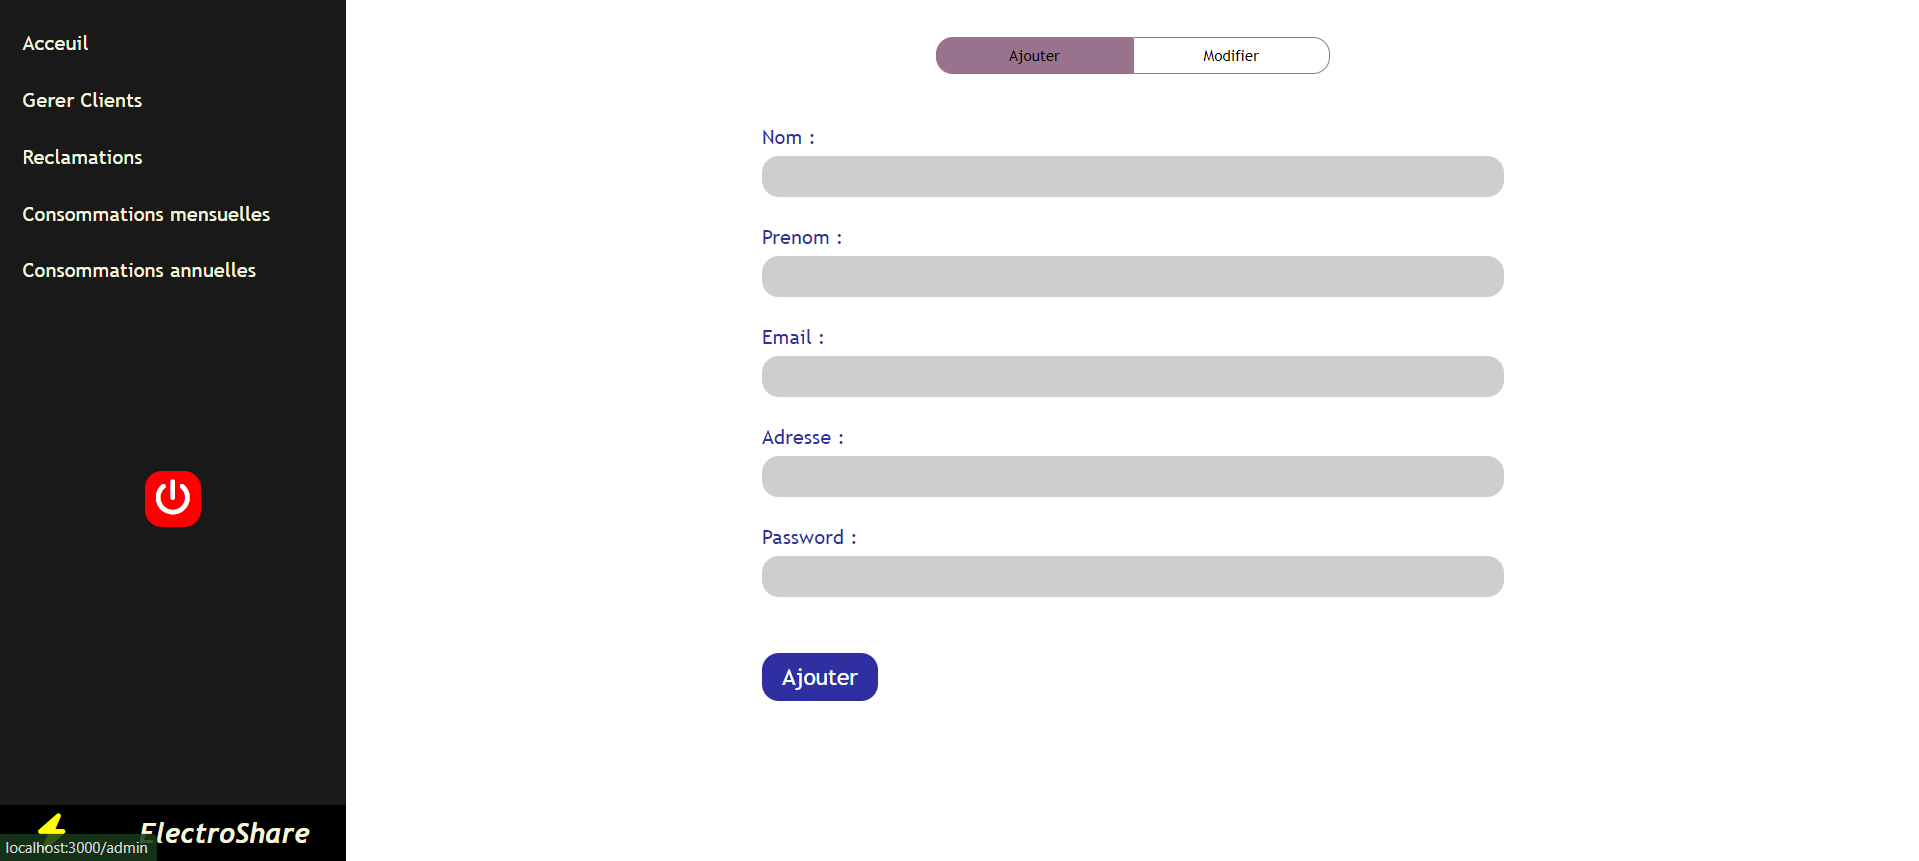 Acceuil
Gerer Clients
Reclamations
Consommations mensuelles
Consommations annuelles
ElectroShare
localhost:3000/admin
Ajouter
Modifier
Nom :
Prenom :
Email :
Adresse :
Password :
Ajouter